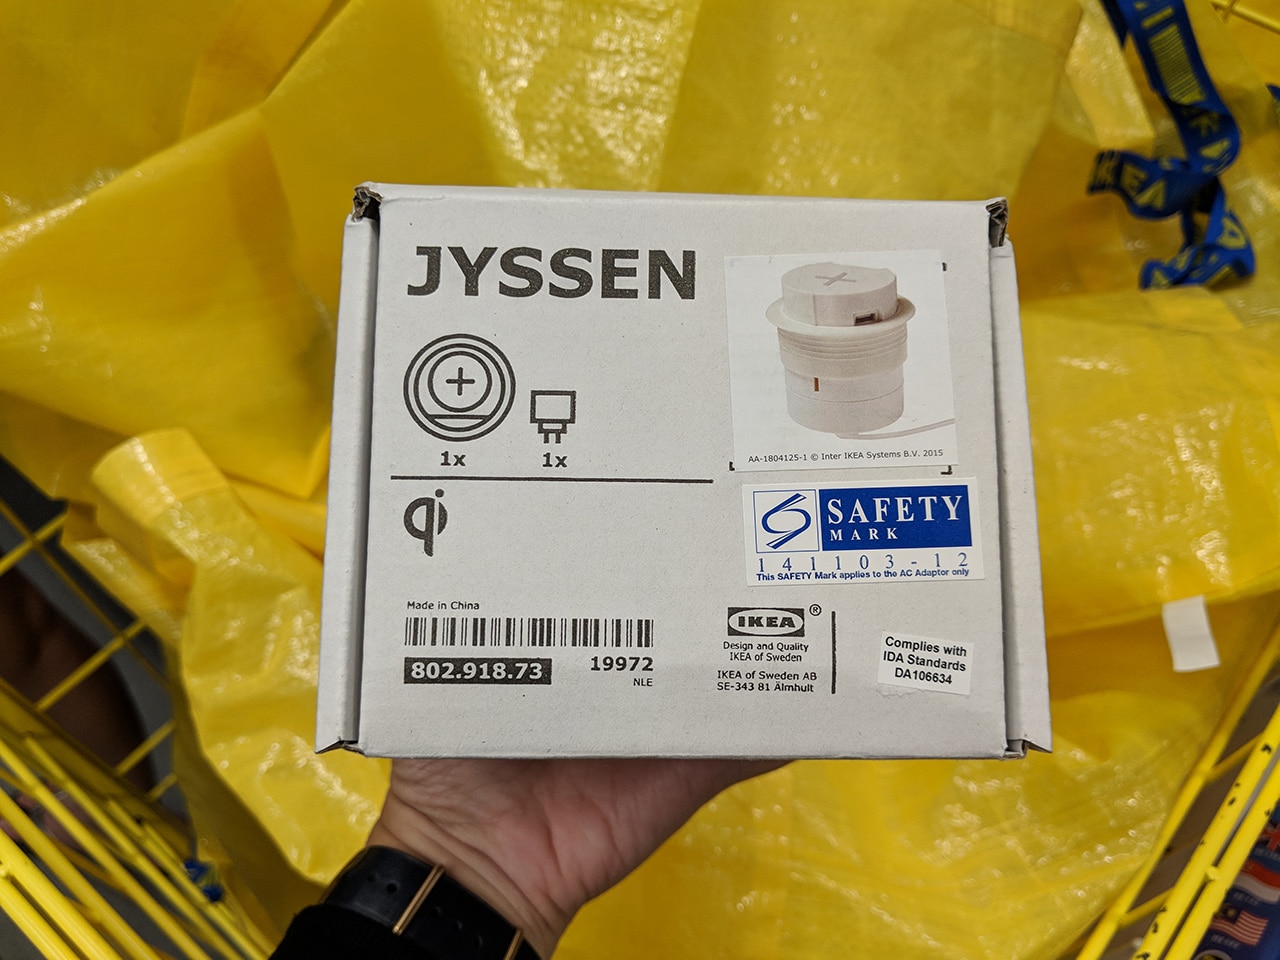 JYSSEN
1x
1x
qi
AA-1804125-1 © Inter IKEA Systems B.V. 2015
SAFETY
MARK
141103-12
This SAFETY Mark applies to the AC Adaptor only
Made in China
802.918.73
19972
NLE
IKEA®
Design and Quality
IKEA of Sweden
IKEA of Sweden AB
SE-343 81 Älmhult
Complies with
IDA Standards
DA106634
IKEA